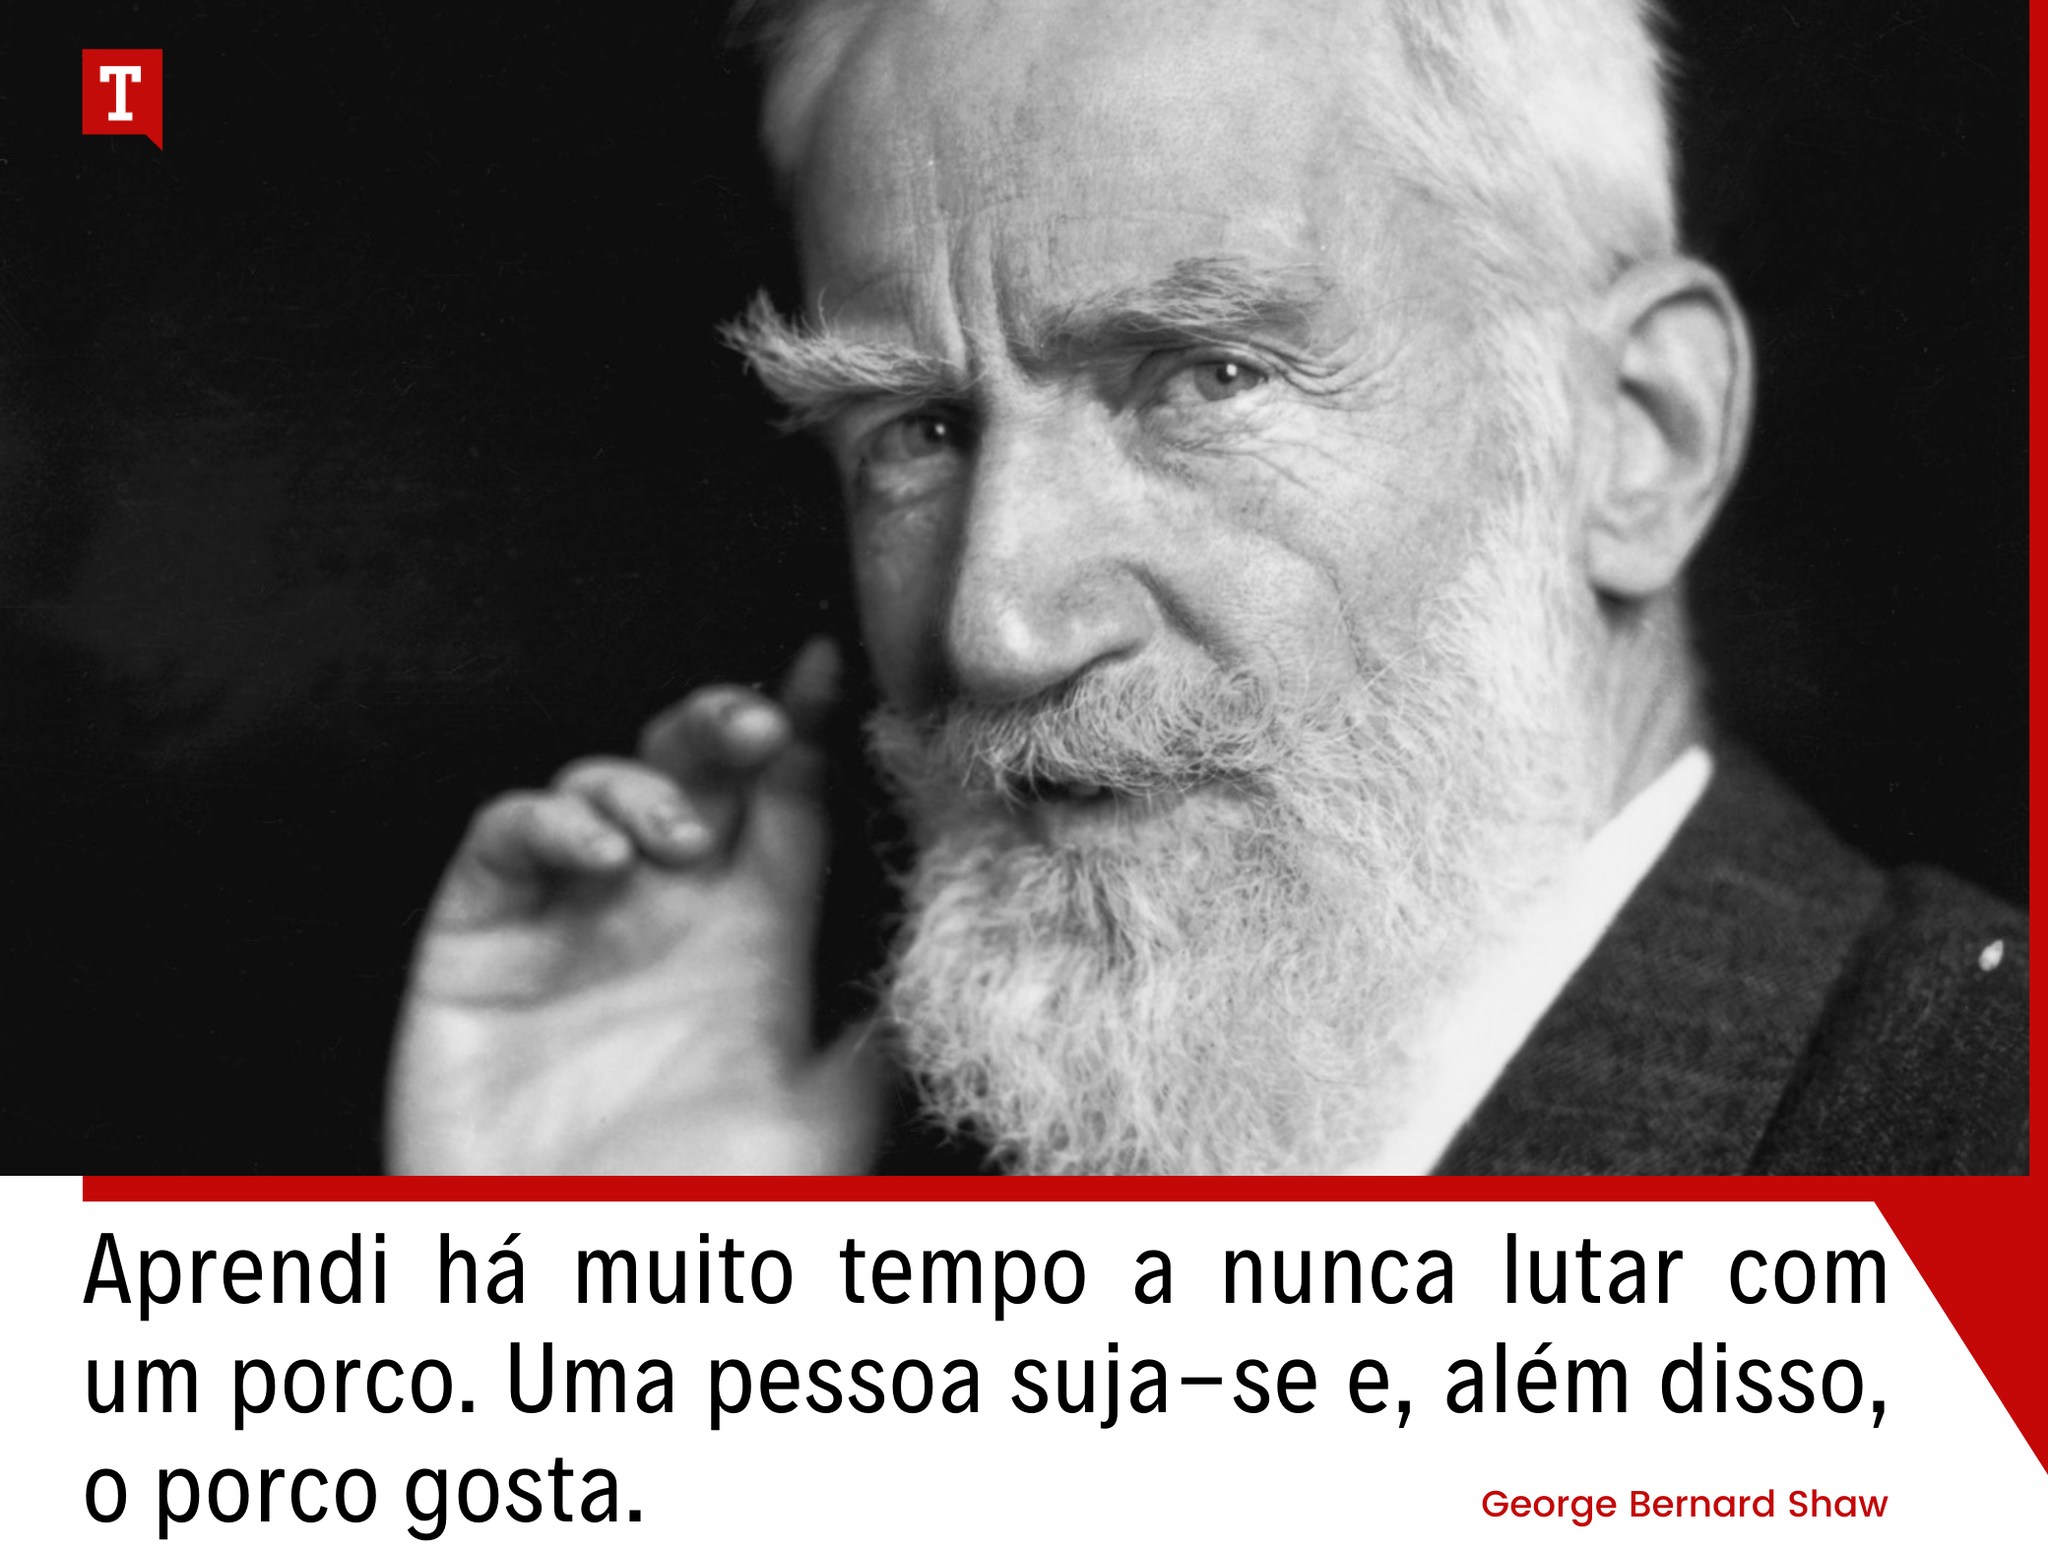 T
Aprendi há muito tempo a nunca lutar com
um porco. Uma pessoa suja-se e, além disso,
o porco gosta.
George Bernard Shaw